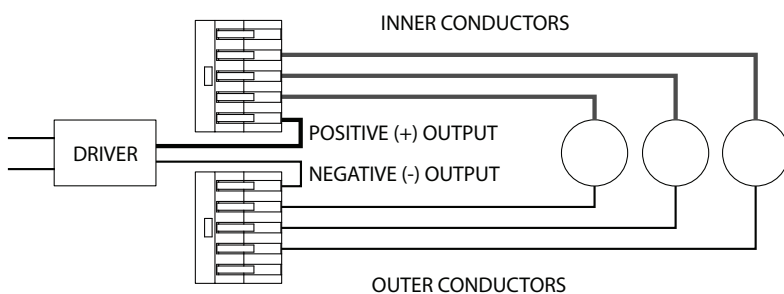 INNER CONDUCTORS
POSITIVE (+) OUTPUT
DRIVER
NEGATIVE (-) OUTPUT
OUTER CONDUCTORS